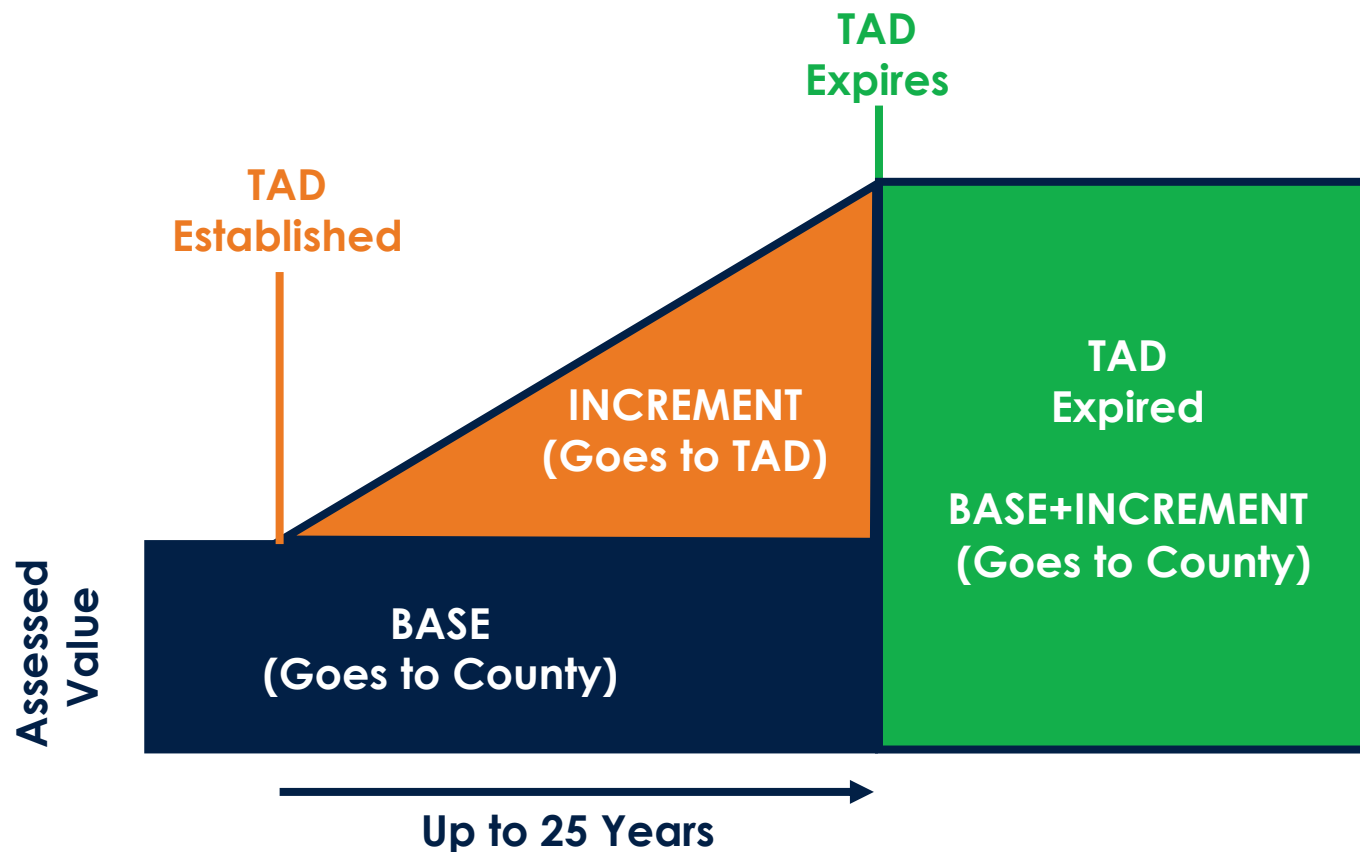 TAD
Expires
TAD
Established
INCREMENT
(Goes to TAD)
TAD
Expired
BASE+INCREMENT
(Goes to County)
BASE
(Goes to County)
Assessed
Value
Up to 25 Years